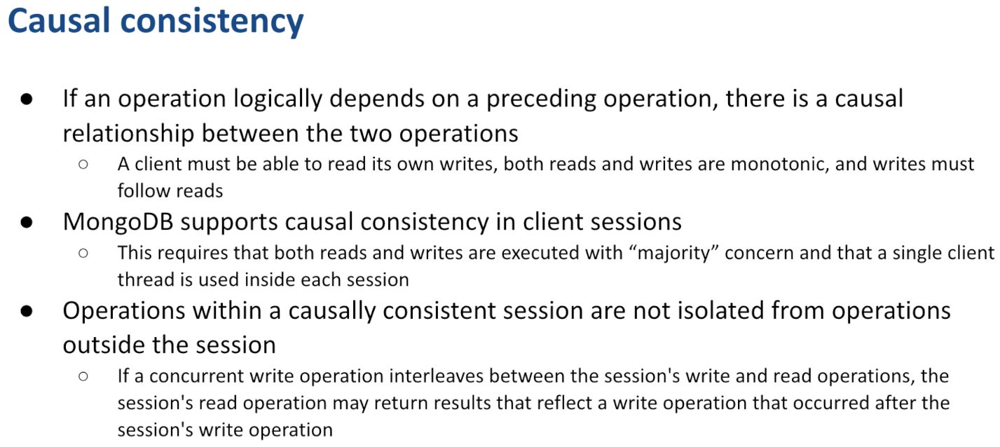 Causal consistency
● If an operation logically depends on a preceding operation, there is a causal
relationship between the two operations
○ A client must be able to read its own writes, both reads and writes are monotonic, and writes must
follow reads
● MongoDB supports causal consistency in client sessions
○ This requires that both reads and writes are executed with “majority” concern and that a single client
thread is used inside each session
● Operations within a causally consistent session are not isolated from operations
outside the session
○ If a concurrent write operation interleaves between the session's write and read operations, the
session's read operation may return results that reflect a write operation that occurred after the
session's write operation